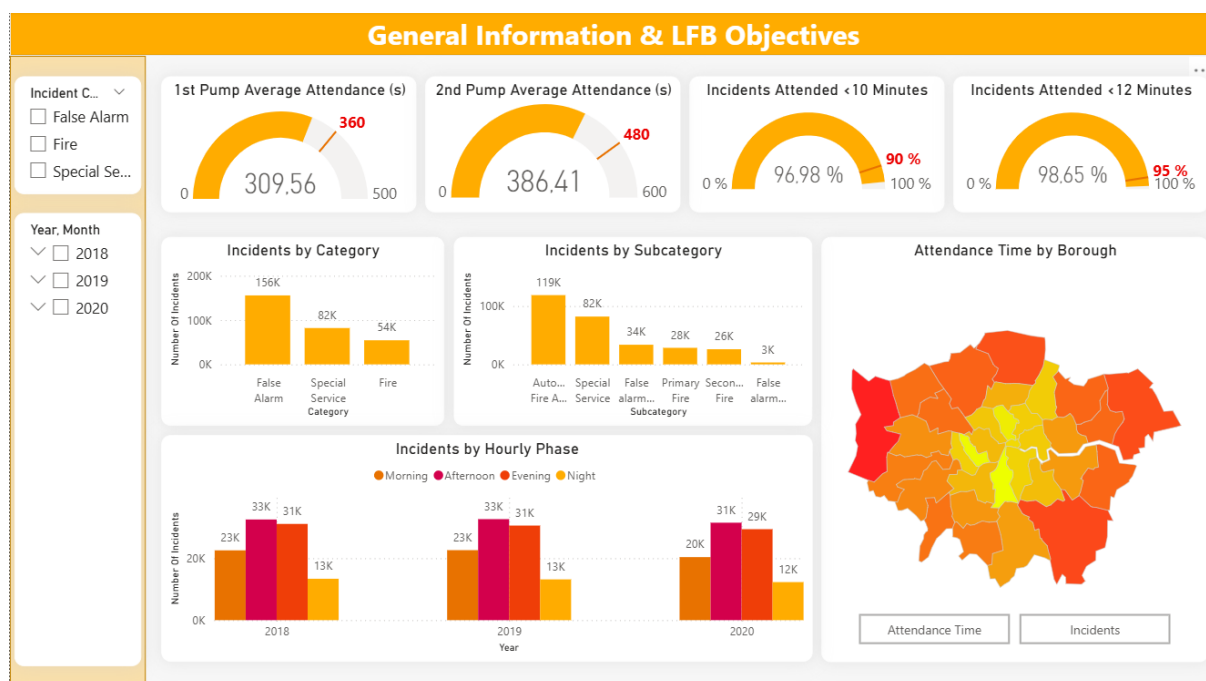 General Information & LFB Objectives
Incident C...
False Alarm
Fire
Special Se...
Year, Month
2018
2019
2020
1st Pump Average Attendance (s)
360
309,56
0
500
2nd Pump Average Attendance (s)
480
386,41
0
600
Incidents Attended <10 Minutes
90 %
96,98 %
0 %
100 %
Incidents Attended <12 Minutes
95 %
98,65 %
0 %
100 %
Incidents by Category
Number Of Incidents
200K
100K
0K
156K
82K
54K
False
Alarm
Special
Service
Fire
Category
Incidents by Subcategory
Number Of Incidents
100K
0K
119K
82K
34K
28K
26K
3K
Auto...
Fire A...
Special
Service
False
alarm...
Primary
Fire
Secon...
Fire
False
alarm...
Subcategory
Incidents by Hourly Phase
Morning Afternoon Evening Night
Number Of Incidents
20K
0K
23K
33K
31K
13K
23K
33K
31K
13K
20K
31K
29K
12K
2018
2019
2020
Year
Attendance Time by Borough
Attendance Time
Incidents